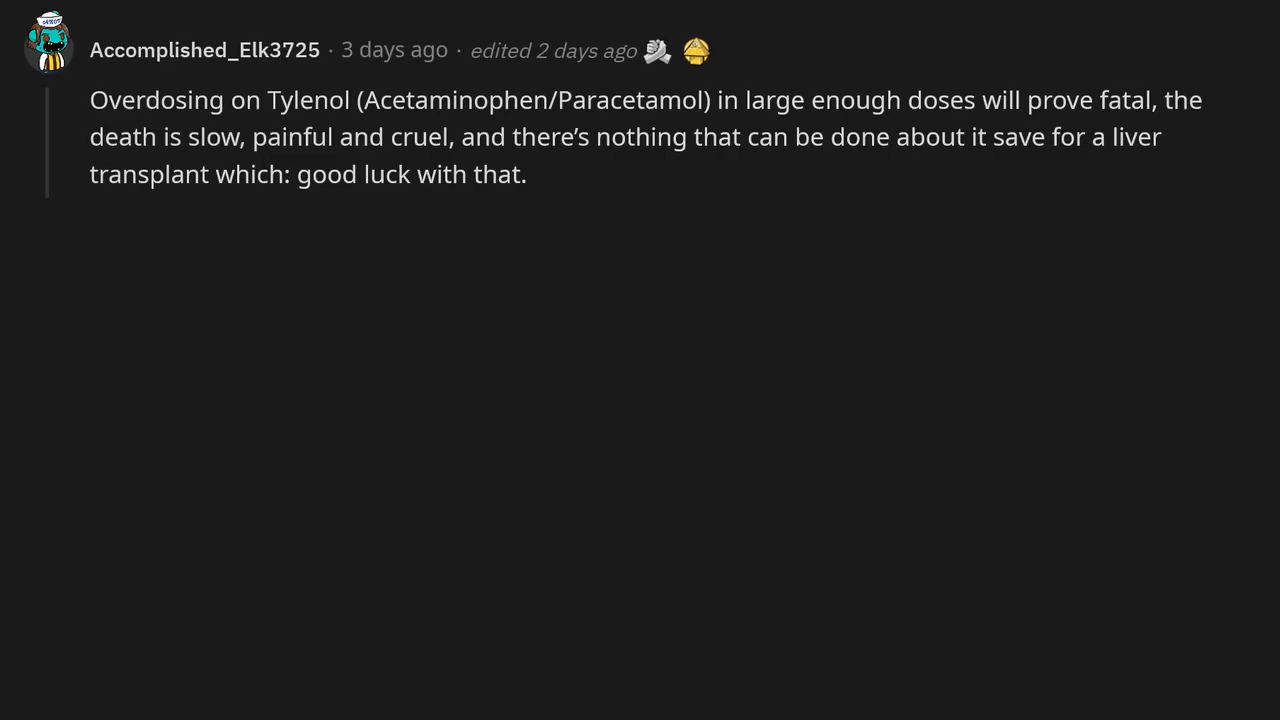 Accomplished_Elk3725 · 3 days ago · edited 2 days ago
Overdosing on Tylenol (Acetaminophen/Paracetamol) in large enough doses will prove fatal, the
death is slow, painful and cruel, and there’s nothing that can be done about it save for a liver
transplant which: good luck with that.